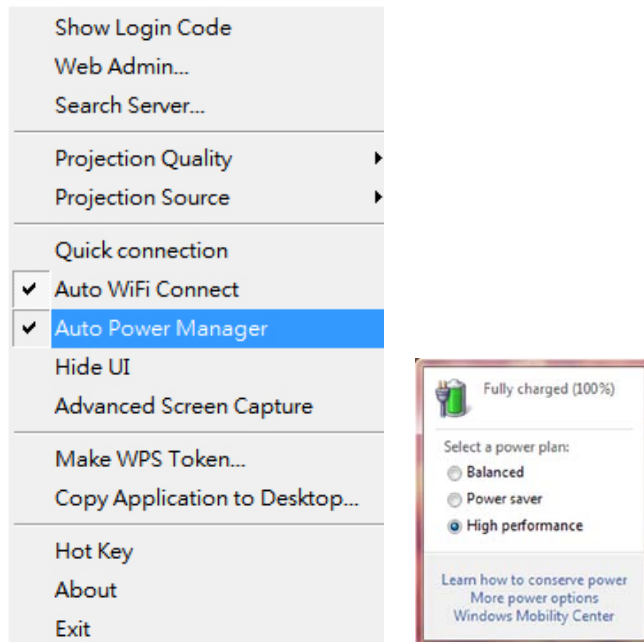 Show Login Code
Web Admin...
Search Server...
Projection Quality
Projection Source
Quick connection
Auto WiFi Connect
Auto Power Manager
Hide UI
Advanced Screen Capture
Make WPS Token...
Copy Application to Desktop...
Hot Key
About
Exit
Fully charged (100%)
Select a power plan:
Balanced
Power saver
High performance
Learn how to conserve power
More power options
Windows Mobility Center